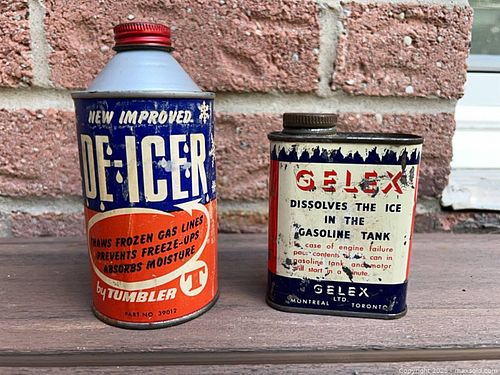 NEW IMPROVED
DE-ICER
THAWS FROZEN GAS LINES
PREVENTS FREEZE-UPS
ABSORBS MOISTURE
by TUMBLER T
PART NO. 39012
GELEX
DISSOLVES THE ICE
IN THE
GASOLINE TANK
In case of engine failure
pour contents can in
gasoline tank and motor
will start in a minute.
GELEX
LTD.
MONTREAL TORONTO
Copyright 2025 - maxsold.com